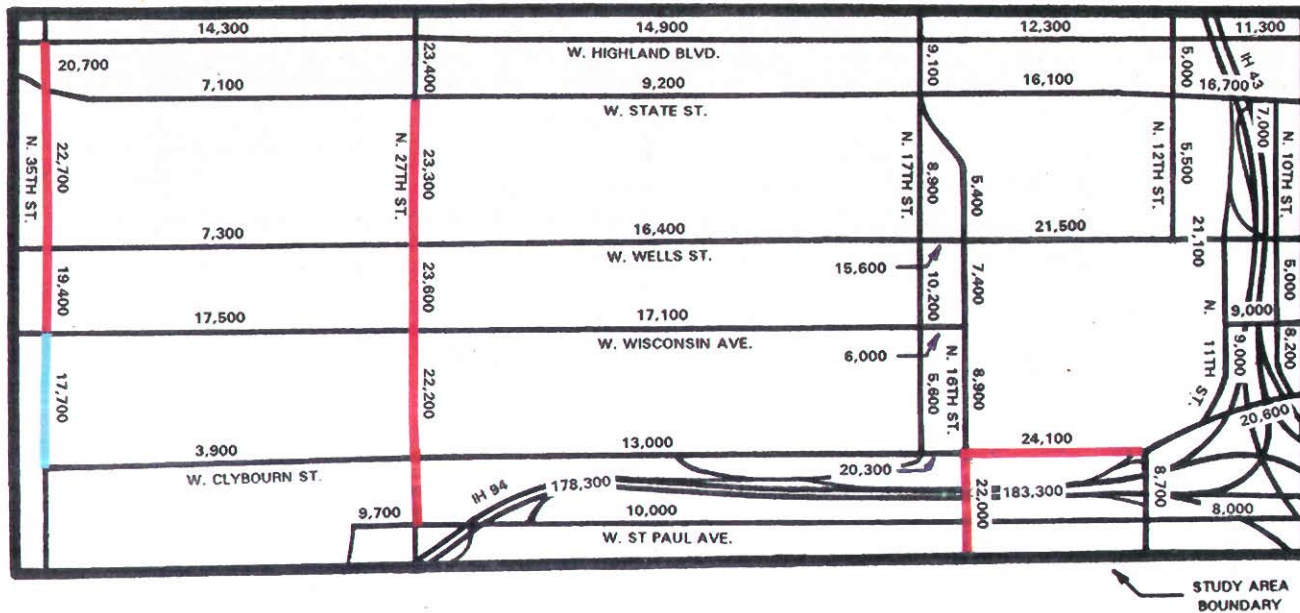 14,300
14,900
12,300
11,300
W. HIGHLAND BLVD.
20,700
23,400
9,100
5,000
IH 43
7,100
9,200
16,100
16,700
W. STATE ST.
N. 35TH ST.
22,700
N. 27TH ST.
23,300
N. 17TH ST.
8,900
5,400
N. 12TH ST.
5,500
7,000
N. 10TH ST.
7,300
16,400
21,500
21,100
W. WELLS ST.
15,600
19,400
23,600
10,200
7,400
5,000
17,500
17,100
9,000
W. WISCONSIN AVE.
6,000
N. 11TH ST.
9,000
8,200
17,700
22,200
5,600
N. 16TH ST.
8,900
20,600
3,900
13,000
24,100
W. CLYBOURN ST.
20,300
8,700
IH 94
178,300
22,000
183,300
9,700
10,000
8,000
W. ST PAUL AVE.
STUDY AREA
BOUNDARY